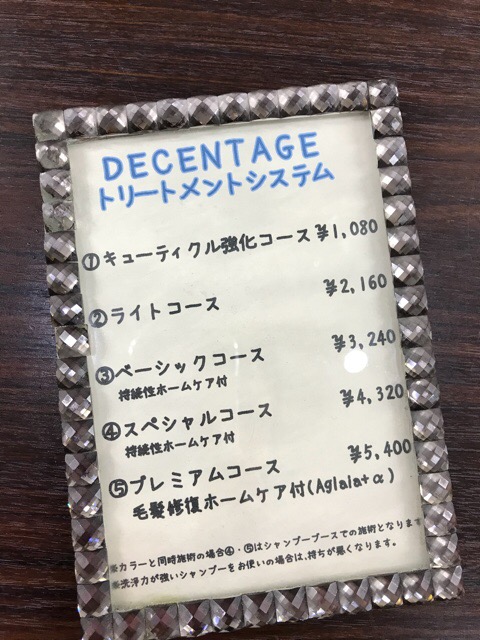 DECENTAGE
トリートメントシステム
①キューティクル強化コース ¥1,080
②ライトコース ¥2,160
③ベーシックコース ¥3,240
持続性ホームケア付
④スペシャルコース ¥4,320
持続性ホームケア付
⑤プレミアムコース ¥5,400
毛髪修復ホームケア付(Aglaia+α)
※カラーと同時施術の場合④・⑤はシャンプーブースでの施術となります
※洗浄力が強いシャンプーをお使いの場合は、持ちが悪くなります。